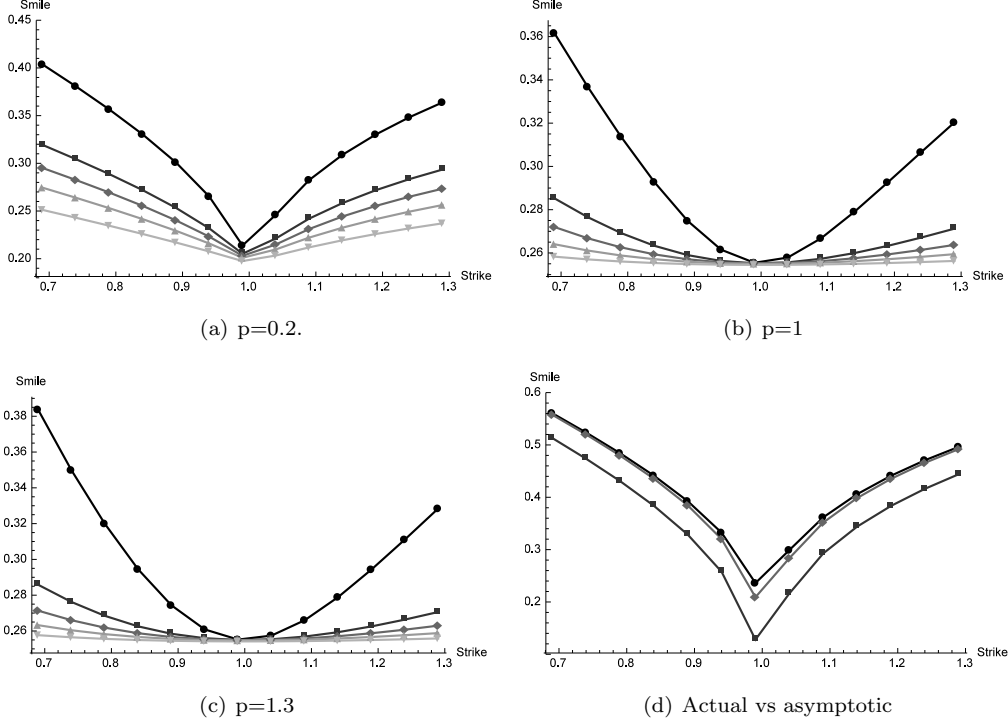 Smile
0.45
0.40
0.35
0.30
0.25
0.20
0.7 0.8 0.9 1.0 1.1 1.2 1.3
Strike
(a) p=0.2.
Smile
0.36
0.34
0.32
0.30
0.28
0.26
0.7 0.8 0.9 1.0 1.1 1.2 1.3
Strike
(b) p=1
Smile
0.38
0.36
0.34
0.32
0.30
0.28
0.26
0.7 0.8 0.9 1.0 1.1 1.2 1.3
Strike
(c) p=1.3
Smile
0.6
0.5
0.4
0.3
0.2
0.7 0.8 0.9 1.0 1.1 1.2 1.3
Strike
(d) Actual vs asymptotic